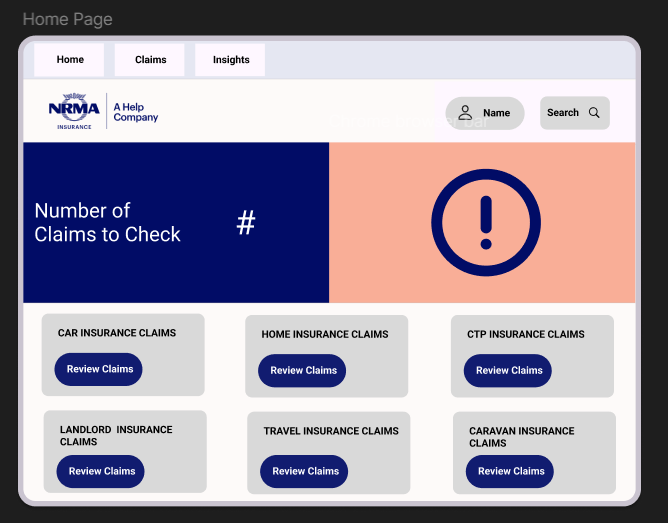 Home Page
Home
Claims
Insights
NRMA
INSURANCE
A Help
Company
Name
Search
Number of
Claims to Check
#
CAR INSURANCE CLAIMS
HOME INSURANCE CLAIMS
CTP INSURANCE CLAIMS
Review Claims
Review Claims
Review Claims
LANDLORD  INSURANCE
CLAIMS
TRAVEL INSURANCE CLAIMS
CARAVAN INSURANCE
CLAIMS
Review Claims
Review Claims
Review Claims